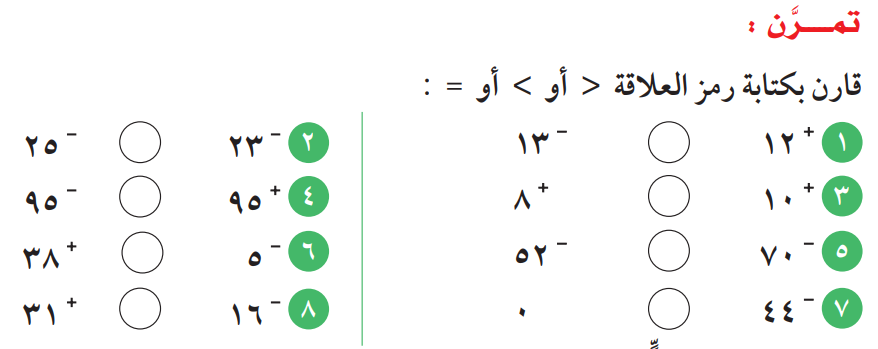 تمـــرَّن :
قارن بكتابة رمز العلاقة > أو < أو = :
١ +١٢ ◯ −١٣
٢ −٢٣ ◯ −٢٥
٣ +١٠ ◯ +٨
٤ +٩٥ ◯ −٩٥
٥ −٧٠ ◯ −٥٢
٦ −٥ ◯ +٣٨
٧ −٤٤ ◯ ٠
٨ −١٦ ◯ +٣١